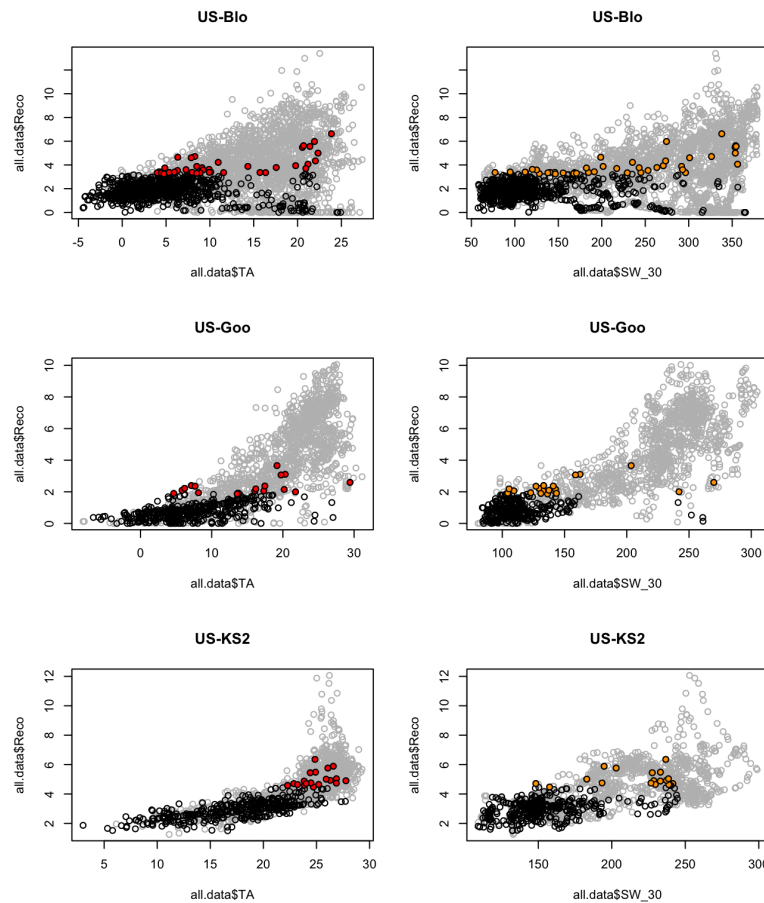 US-Blo
all.data$Reco
0 2 4 6 8 10
-5 0 5 10 15 20 25
all.data$TA
US-Blo
all.data$Reco
0 2 4 6 8 10
50 100 150 200 250 300 350
all.data$SW_30
US-Goo
all.data$Reco
0 2 4 6 8 10
0 10 20 30
all.data$TA
US-Goo
all.data$Reco
0 2 4 6 8 10
100 150 200 250 300
all.data$SW_30
US-KS2
all.data$Reco
2 4 6 8 10 12
5 10 15 20 25 30
all.data$TA
US-KS2
all.data$Reco
2 4 6 8 10 12
150 200 250 300
all.data$SW_30